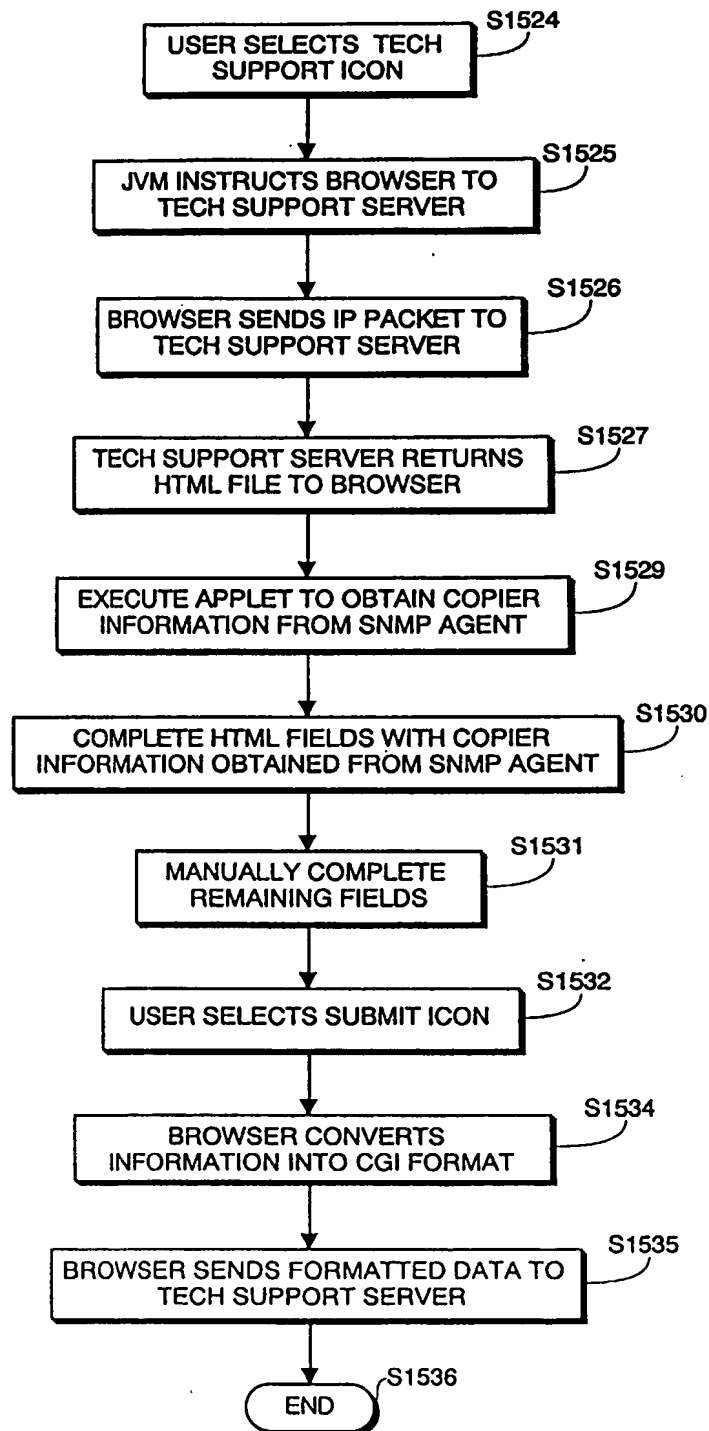 S1524
USER SELECTS TECH
SUPPORT ICON
S1525
JVM INSTRUCTS BROWSER TO
TECH SUPPORT SERVER
S1526
BROWSER SENDS IP PACKET TO
TECH SUPPORT SERVER
S1527
TECH SUPPORT SERVER RETURNS
HTML FILE TO BROWSER
S1529
EXECUTE APPLET TO OBTAIN COPIER
INFORMATION FROM SNMP AGENT
S1530
COMPLETE HTML FIELDS WITH COPIER
INFORMATION OBTAINED FROM SNMP AGENT
S1531
MANUALLY COMPLETE
REMAINING FIELDS
S1532
USER SELECTS SUBMIT ICON
S1534
BROWSER CONVERTS
INFORMATION INTO CGI FORMAT
S1535
BROWSER SENDS FORMATTED DATA TO
TECH SUPPORT SERVER
S1536
END